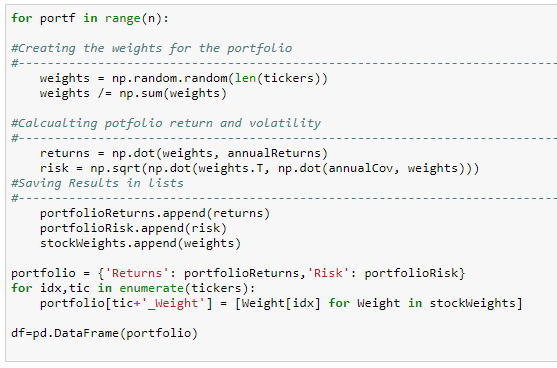 for portf in range(n):
#Creating the weights for the portfolio
#------------------------------------------------------------------------
    weights = np.random.random(len(tickers))
    weights /= np.sum(weights)
#Calcualting potfolio return and volatility
#------------------------------------------------------------------------
    returns = np.dot(weights, annualReturns)
    risk = np.sqrt(np.dot(weights.T, np.dot(annualCov, weights)))
#Saving Results in lists
#------------------------------------------------------------------------
    portfolioReturns.append(returns)
    portfolioRisk.append(risk)
    stockWeights.append(weights)
portfolio = {'Returns': portfolioReturns,'Risk': portfolioRisk}
for idx,tic in enumerate(tickers):
    portfolio[tic+'_Weight'] = [Weight[idx] for Weight in stockWeights]
df=pd.DataFrame(portfolio)